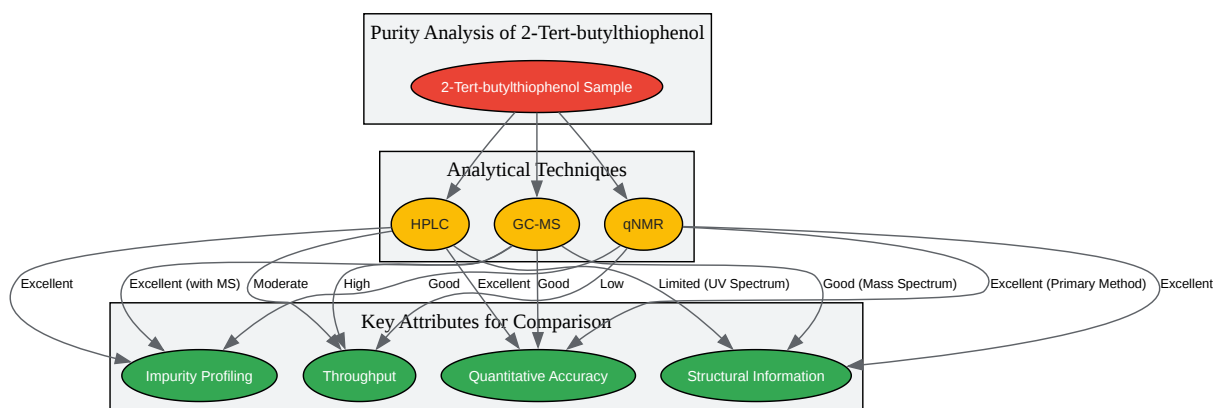 Purity Analysis of 2-Tert-butylthiophenol
2-Tert-butylthiophenol Sample
Analytical Techniques
HPLC
GC-MS
qNMR
Excellent
Excellent (with MS)
Moderate
High
Good
Excellent
Good
Low
Limited (UV Spectrum)
Good (Mass Spectrum)
Excellent (Primary Method)
Excellent
Key Attributes for Comparison
Impurity Profiling
Throughput
Quantitative Accuracy
Structural Information